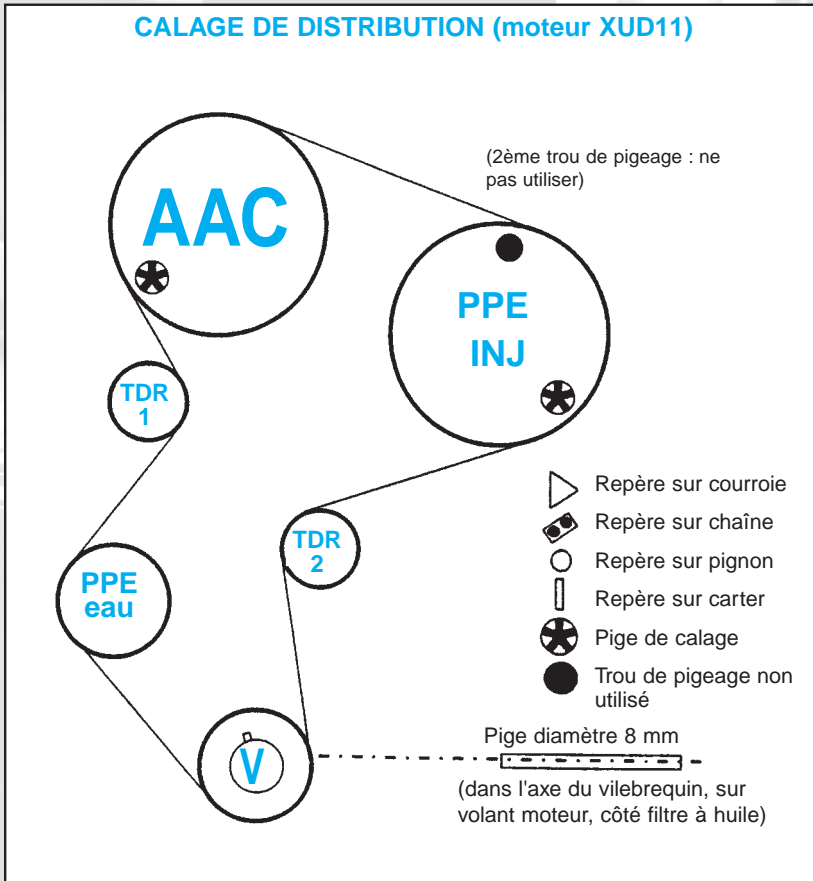 CALAGE DE DISTRIBUTION (moteur XUD11)
(2ème trou de pigeage : ne
pas utiliser)
AAC
PPE
INJ
TDR
1
TDR
2
PPE
eau
V
Repère sur courroie
Repère sur chaîne
Repère sur pignon
Repère sur carter
Pige de calage
Trou de pigeage non
utilisé
Pige diamètre 8 mm
(dans l'axe du vilebrequin, sur
volant moteur, côté filtre à huile)